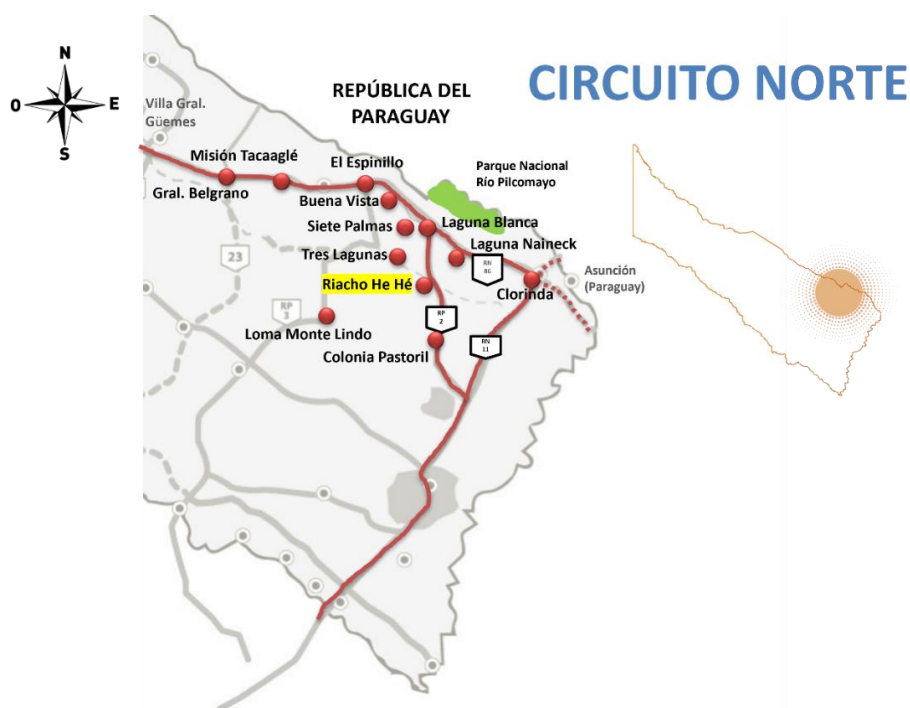 CIRCUITO NORTE
N
O
E
S
REPÚBLICA DEL
PARAGUAY
Villa Gral.
Güemes
Misión Tacaaglé
El Espinillo
Parque Nacional
Río Pilcomayo
Gral. Belgrano
Buena Vista
Siete Palmas
Laguna Blanca
Laguna Naineck
Tres Lagunas
23
RN
86
Asunción
(Paraguay)
Riacho He Hé
Clorinda
RP
3
RP
2
Loma Monte Lindo
Colonia Pastoril
RN
11